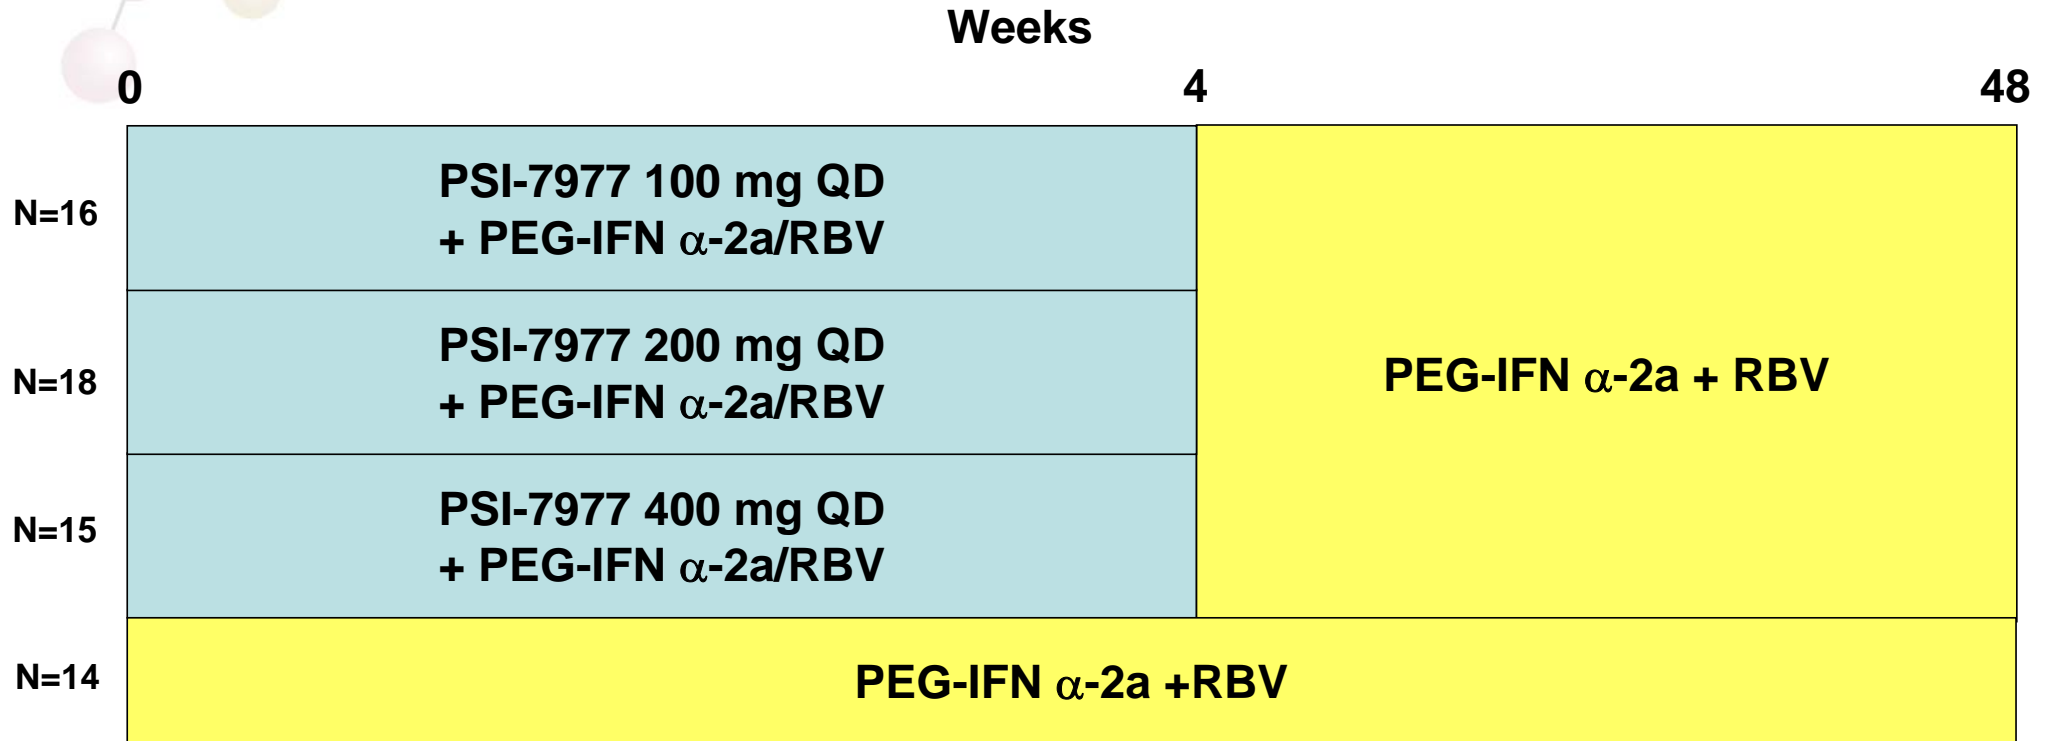 Weeks
0 4 48
N=16
PSI-7977 100 mg QD
+ PEG-IFN α-2a/RBV
N=18
PSI-7977 200 mg QD
+ PEG-IFN α-2a/RBV
PEG-IFN α-2a + RBV
N=15
PSI-7977 400 mg QD
+ PEG-IFN α-2a/RBV
N=14
PEG-IFN α-2a +RBV